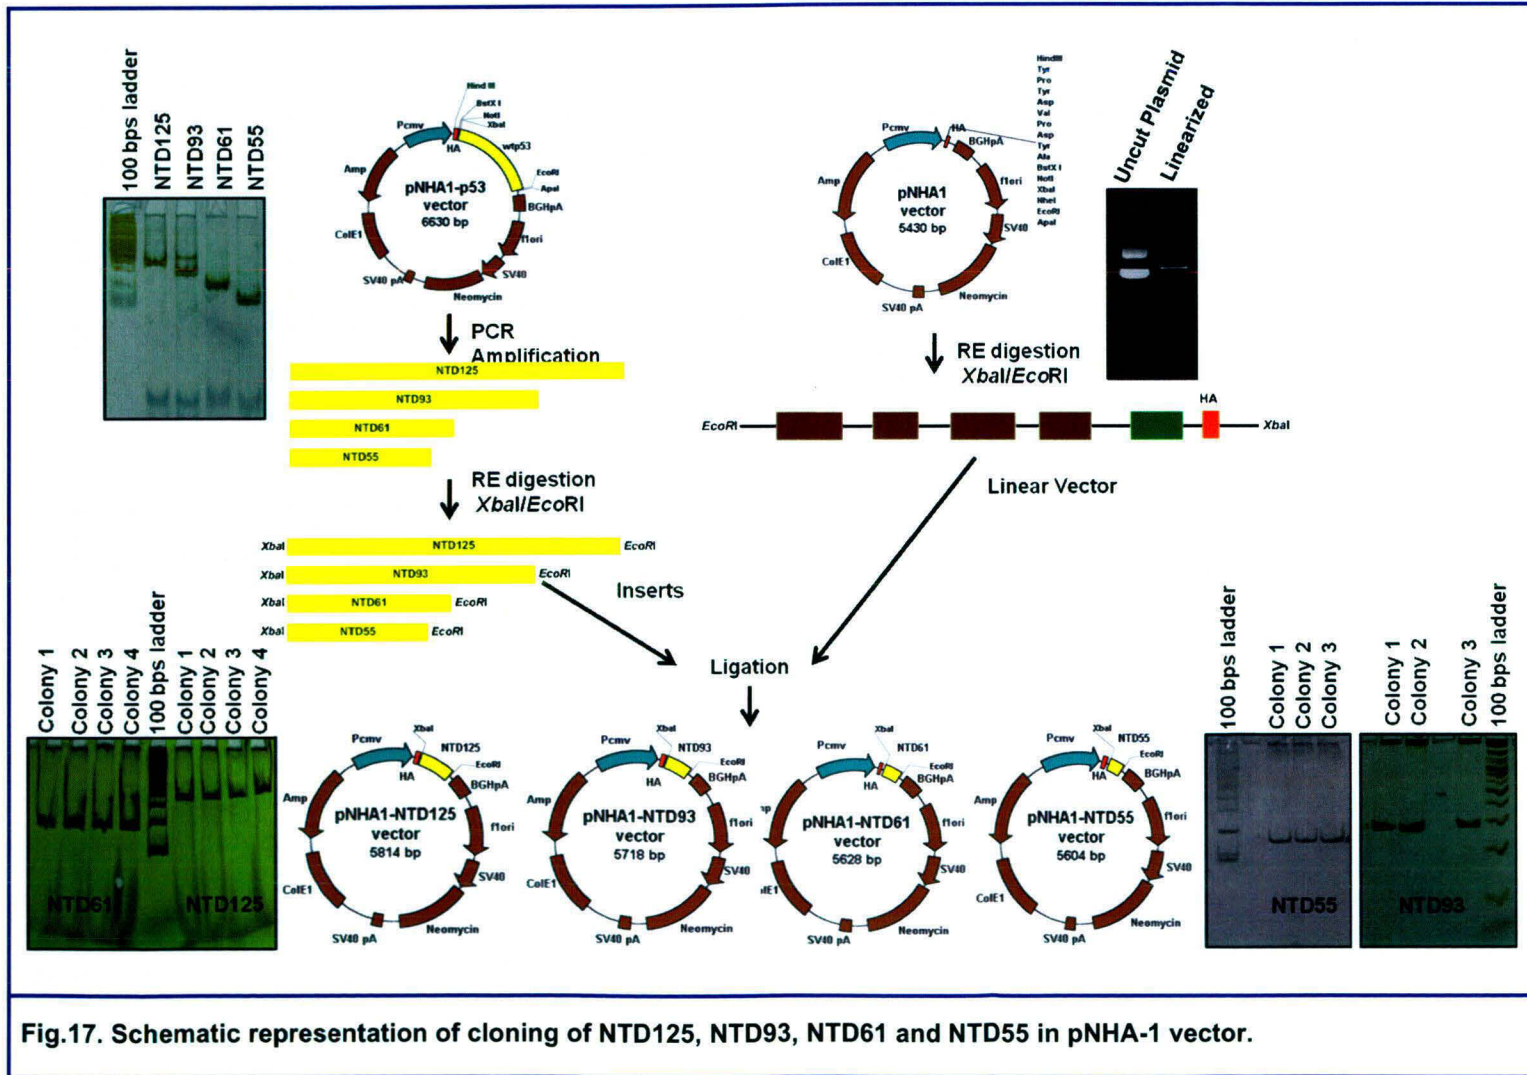 100 bps ladder
NTD125
NTD93
NTD61
NTD55
Hind III
BstX I
NotI
XbaI
Pcmv
HA
wtp53
EcoRI
ApaI
Amp
pNHA1-p53
vector
6630 bp
BGHpA
ColE1
f1ori
SV40
SV40 pA
Neomycin
HindIII
Tyr
Pro
Tyr
Asp
Val
Pro
Asp
Tyr
Ala
BstX I
NotI
XbaI
NheI
EcoRI
ApaI
Pcmv
HA
BGHpA
Amp
f1ori
pNHA1
vector
5430 bp
SV40
ColE1
SV40 pA
Neomycin
Uncut Plasmid
Linearized
PCR
Amplification
NTD125
NTD93
NTD61
NTD55
RE digestion
XbaI/EcoRI
HA
EcoRI
XbaI
Linear Vector
RE digestion
XbaI/EcoRI
XbaI NTD125 EcoRI
XbaI NTD93 EcoRI
XbaI NTD61 EcoRI
XbaI NTD55 EcoRI
Inserts
Ligation
Colony 1
Colony 2
Colony 3
Colony 4
100 bps ladder
Colony 1
Colony 2
Colony 3
Colony 4
NTD61
NTD125
XbaI
Pcmv
NTD125
EcoRI
HA
BGHpA
Amp
pNHA1-NTD125
vector
5814 bp
f1ori
ColE1
SV40
SV40 pA
Neomycin
XbaI
Pcmv
NTD93
EcoRI
HA
BGHpA
Amp
pNHA1-NTD93
vector
5718 bp
f1ori
ColE1
SV40
SV40 pA
Neomycin
XbaI
Pcmv
NTD61
EcoRI
HA
BGHpA
np
pNHA1-NTD61
vector
5628 bp
f1ori
lE1
SV40
SV40 pA
Neomycin
XbaI
Pcmv
NTD55
EcoRI
HA
BGHpA
Amp
pNHA1-NTD55
vector
5604 bp
f1ori
ColE1
SV40
SV40 pA
Neomycin
100 bps ladder
Colony 1
Colony 2
Colony 3
NTD55
Colony 1
Colony 2
Colony 3
100 bps ladder
NTD93
Fig.17. Schematic representation of cloning of NTD125, NTD93, NTD61 and NTD55 in pNHA-1 vector.